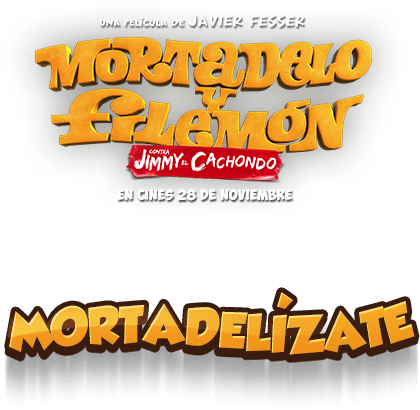 UNA PELÍCULA DE JAVIER FESSER
MORTADELO
Y
FILEMÓN
CONTRA
JIMMY EL CACHONDO
EN CINES 28 DE NOVIEMBRE
MORTADELÍZATE